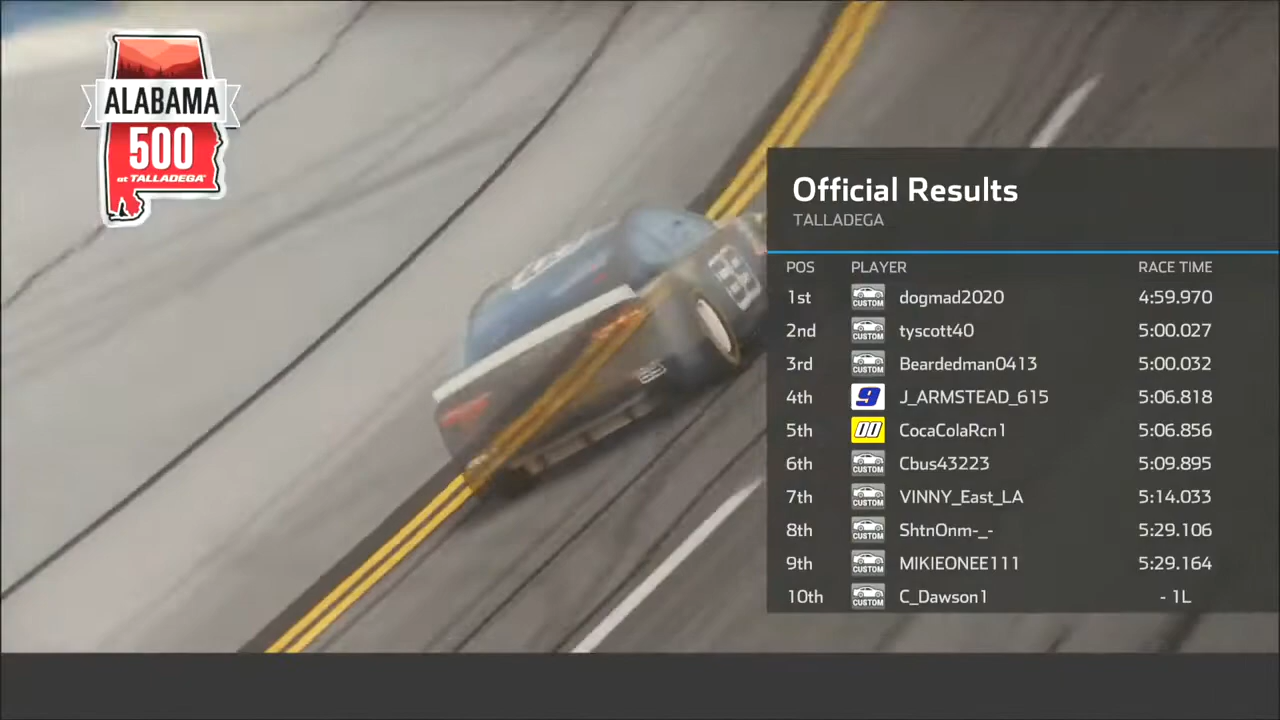 ALABAMA
500
at TALLADEGA
Official Results
TALLADEGA
POS PLAYER RACE TIME
1st CUSTOM dogmad2020 4:59.970
2nd CUSTOM tyscott40 5:00.027
3rd CUSTOM Beardedman0413 5:00.032
4th 9 J_ARMSTEAD_615 5:06.818
5th 00 CocaColaRcn1 5:06.856
6th CUSTOM Cbus43223 5:09.895
7th CUSTOM VINNY_East_LA 5:14.033
8th CUSTOM ShtnOnm-_- 5:29.106
9th CUSTOM MIKIEONEE111 5:29.164
10th CUSTOM C_Dawson1 - 1L